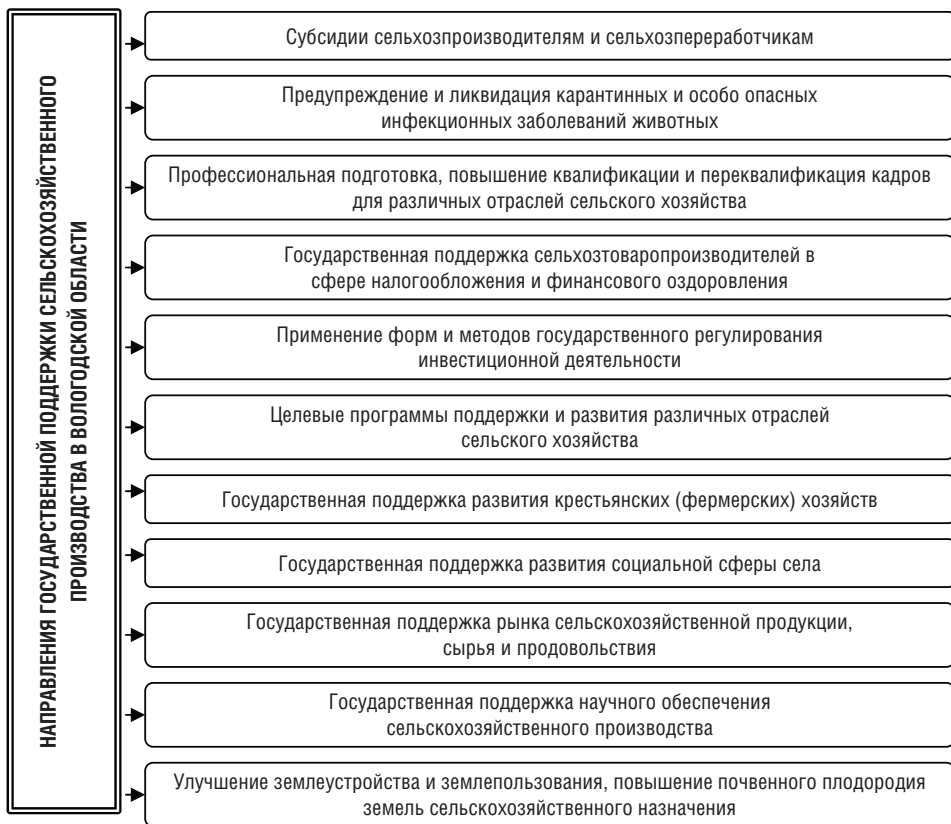 НАПРАВЛЕНИЯ ГОСУДАРСТВЕННОЙ ПОДДЕРЖКИ СЕЛЬСКОХОЗЯЙСТВЕННОГО
ПРОИЗВОДСТВА В ВОЛОГОДСКОЙ ОБЛАСТИ
Субсидии сельхозпроизводителям и сельхозпереработчикам
Предупреждение и ликвидация карантинных и особо опасных
инфекционных заболеваний животных
Профессиональная подготовка, повышение квалификации и переквалификация кадров
для различных отраслей сельского хозяйства
Государственная поддержка сельхозтоваропроизводителей в
сфере налогообложения и финансового оздоровления
Применение форм и методов государственного регулирования
инвестиционной деятельности
Целевые программы поддержки и развития различных отраслей
сельского хозяйства
Государственная поддержка развития крестьянских (фермерских) хозяйств
Государственная поддержка развития социальной сферы села
Государственная поддержка рынка сельскохозяйственной продукции,
сырья и продовольствия
Государственная поддержка научного обеспечения
сельскохозяйственного производства
Улучшение землеустройства и землепользования, повышение почвенного плодородия
земель сельскохозяйственного назначения